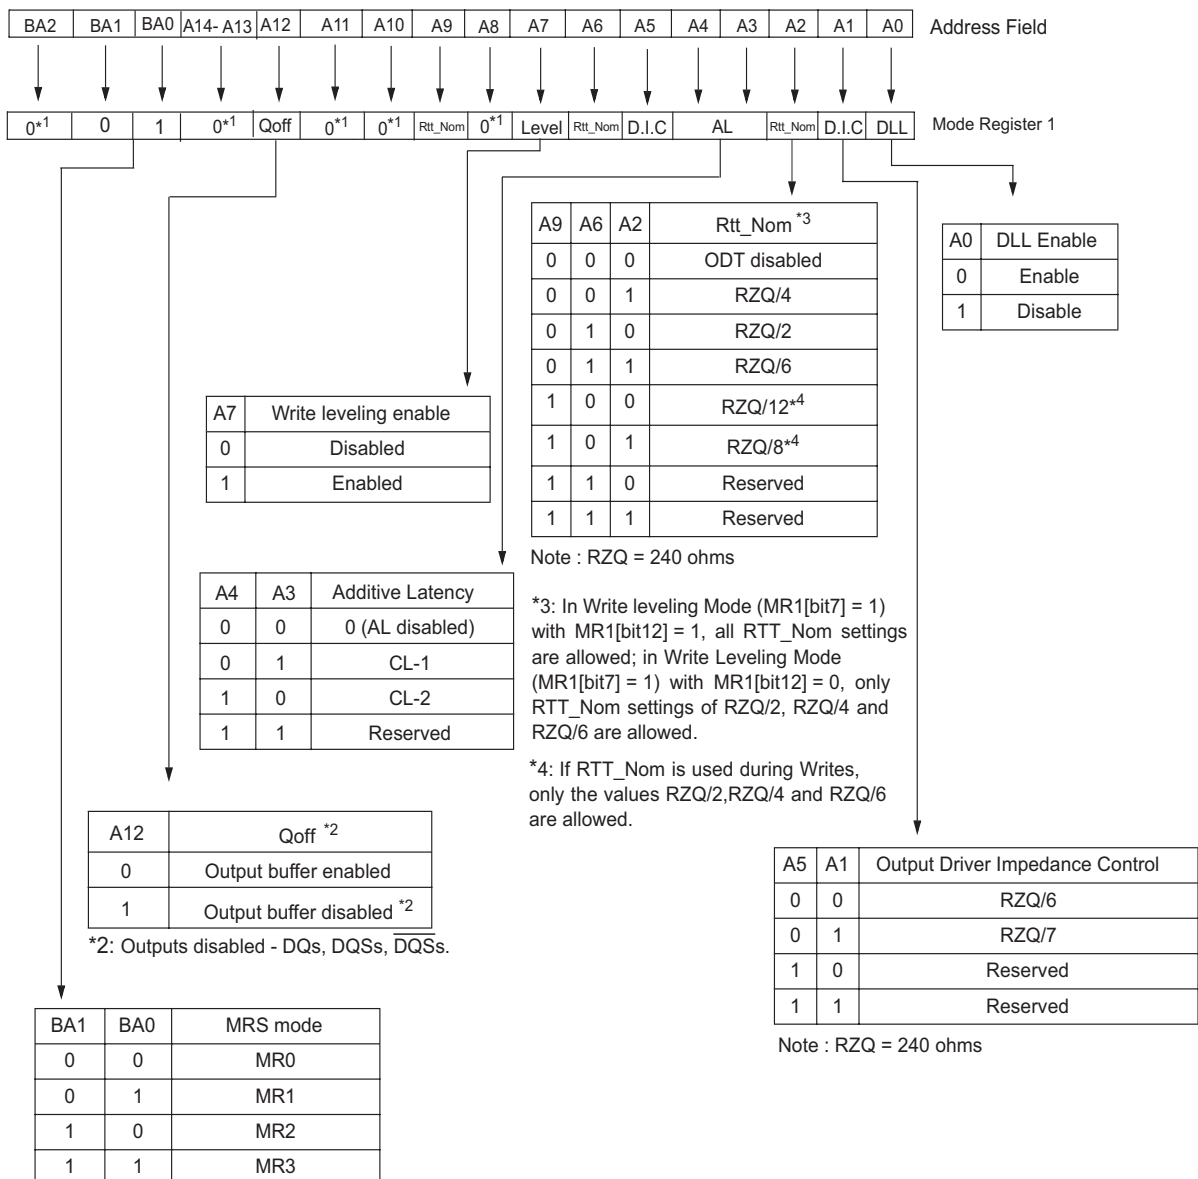 BA2 BA1 BA0 A14- A13 A12 A11 A10 A9 A8 A7 A6 A5 A4 A3 A2 A1 A0 Address Field
0*1 0 1 0*1 Qoff 0*1 0*1 Rtt_Nom 0*1 Level Rtt_Nom D.I.C AL Rtt_Nom D.I.C DLL Mode Register 1
A9 A6 A2 Rtt_Nom *3
0 0 0 ODT disabled
0 0 1 RZQ/4
0 1 0 RZQ/2
0 1 1 RZQ/6
1 0 0 RZQ/12*4
1 0 1 RZQ/8*4
1 1 0 Reserved
1 1 1 Reserved
Note : RZQ = 240 ohms
*3: In Write leveling Mode (MR1[bit7] = 1)
with MR1[bit12] = 1, all RTT_Nom settings
are allowed; in Write Leveling Mode
(MR1[bit7] = 1) with MR1[bit12] = 0, only
RTT_Nom settings of RZQ/2, RZQ/4 and
RZQ/6 are allowed.
*4: If RTT_Nom is used during Writes,
only the values RZQ/2,RZQ/4 and RZQ/6
are allowed.
A0 DLL Enable
0 Enable
1 Disable
A7 Write leveling enable
0 Disabled
1 Enabled
A4 A3 Additive Latency
0 0 0 (AL disabled)
0 1 CL-1
1 0 CL-2
1 1 Reserved
A12 Qoff *2
0 Output buffer enabled
1 Output buffer disabled *2
*2: Outputs disabled - DQs, DQSs, D̅Q̅S̅s.
A5 A1 Output Driver Impedance Control
0 0 RZQ/6
0 1 RZQ/7
1 0 Reserved
1 1 Reserved
Note : RZQ = 240 ohms
BA1 BA0 MRS mode
0 0 MR0
0 1 MR1
1 0 MR2
1 1 MR3